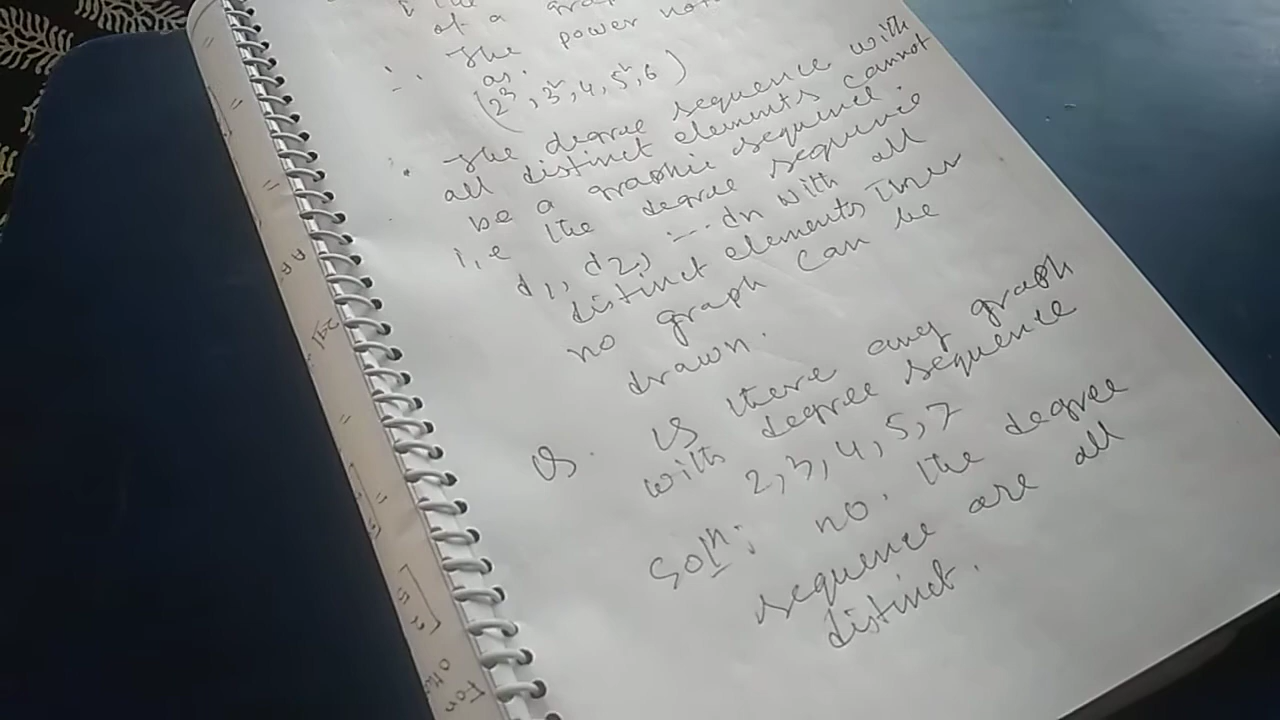 of a
The power
as.
(2³, 3², 4, 5², 6)
The degree sequence with
all distinct elements cannot
be a graphic sequence.
i.e the degree sequence
d1, d2, ... dn with all
distinct elements Then
no graph can be
drawn.
Q. is there any graph
with degree sequence
2, 3, 4, 5, 7
Solⁿ: no. the degree
sequence are all
distinct.